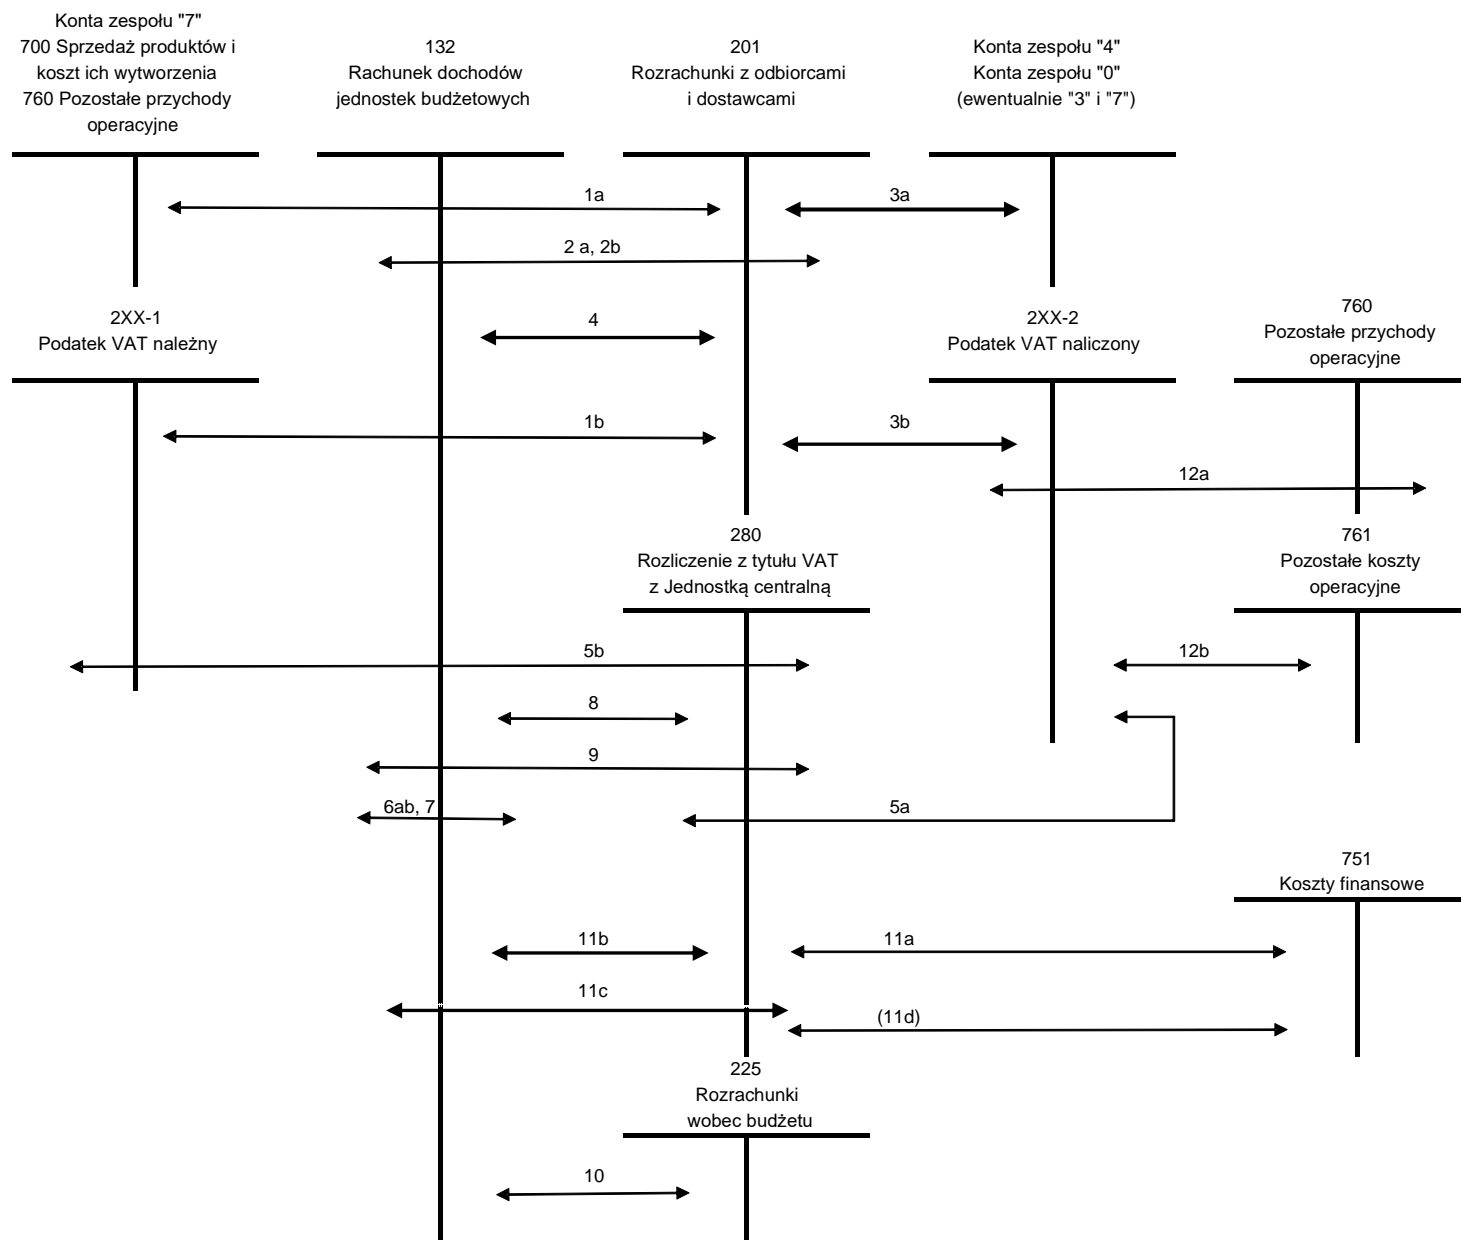 Konta zespołu "7"
700 Sprzedaż produktów i
koszt ich wytworzenia
760 Pozostałe przychody
operacyjne
132
Rachunek dochodów
jednostek budżetowych
201
Rozrachunki z odbiorcami
i dostawcami
Konta zespołu "4"
Konta zespołu "0"
(ewentualnie "3" i "7")
1a
3a
2 a, 2b
2XX-1
Podatek VAT należny
4
2XX-2
Podatek VAT naliczony
760
Pozostałe przychody
operacyjne
1b
3b
12a
280
Rozliczenie z tytułu VAT
z Jednostką centralną
761
Pozostałe koszty
operacyjne
5b
12b
8
9
6ab, 7
5a
751
Koszty finansowe
11b
11a
11c
(11d)
225
Rozrachunki
wobec budżetu
10